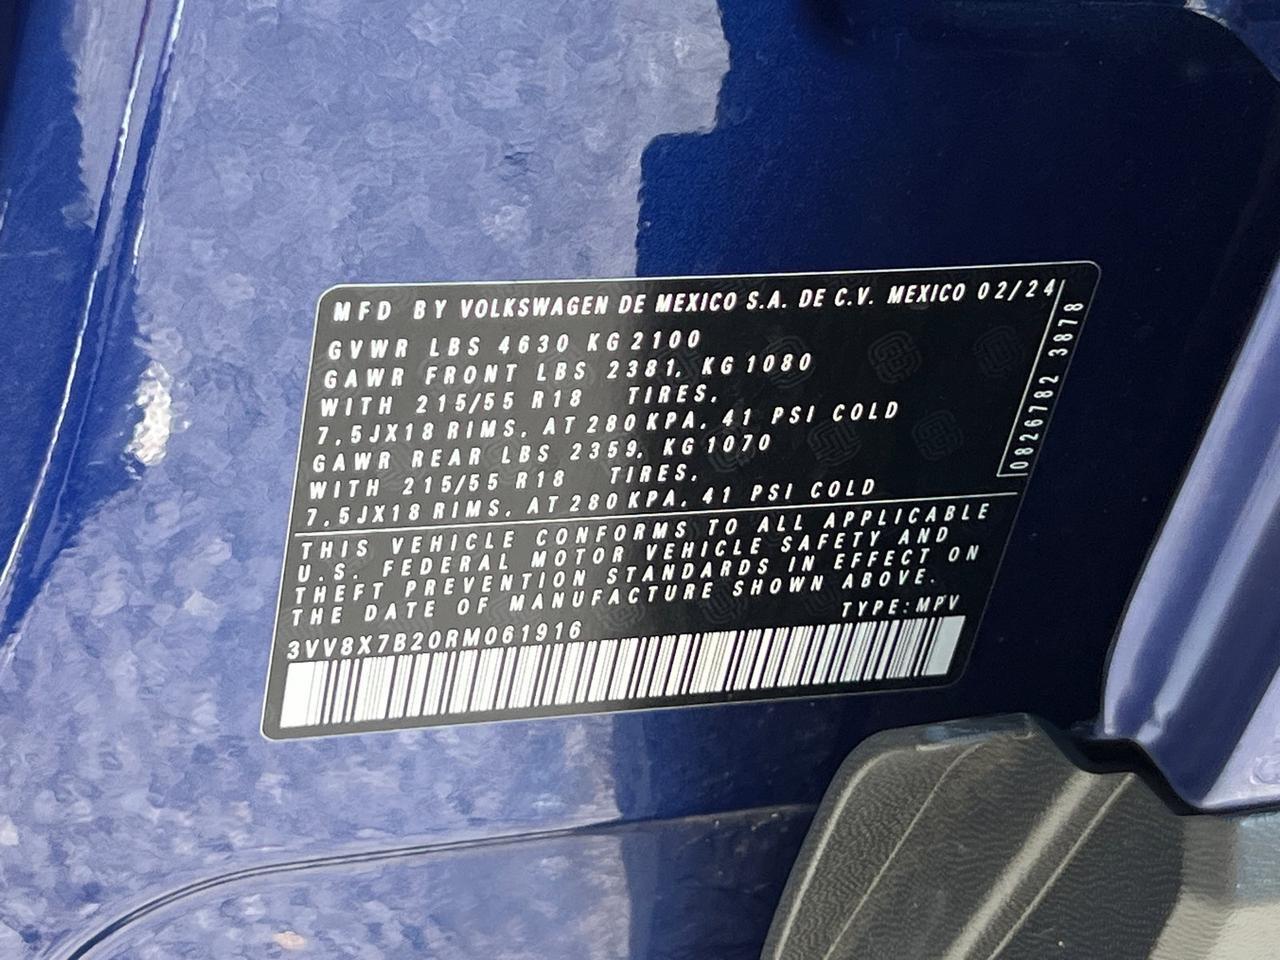 MFD BY VOLKSWAGEN DE MEXICO S.A. DE C.V. MEXICO 02/24
GVWR LBS 4630 KG 2100
GAWR FRONT LBS 2381, KG 1080
WITH 215/55 R18 TIRES,
7,5JX18 RIMS, AT 280 KPA, 41 PSI COLD
GAWR REAR LBS 2359, KG 1070
WITH 215/55 R18 TIRES,
7,5JX18 RIMS, AT 280 KPA, 41 PSI COLD
THIS VEHICLE CONFORMS TO ALL APPLICABLE
U.S. FEDERAL MOTOR VEHICLE SAFETY AND
THEFT PREVENTION STANDARDS IN EFFECT ON
THE DATE OF MANUFACTURE SHOWN ABOVE.
3VV8X7B20RM061916 TYPE: MPV
0826782 3878